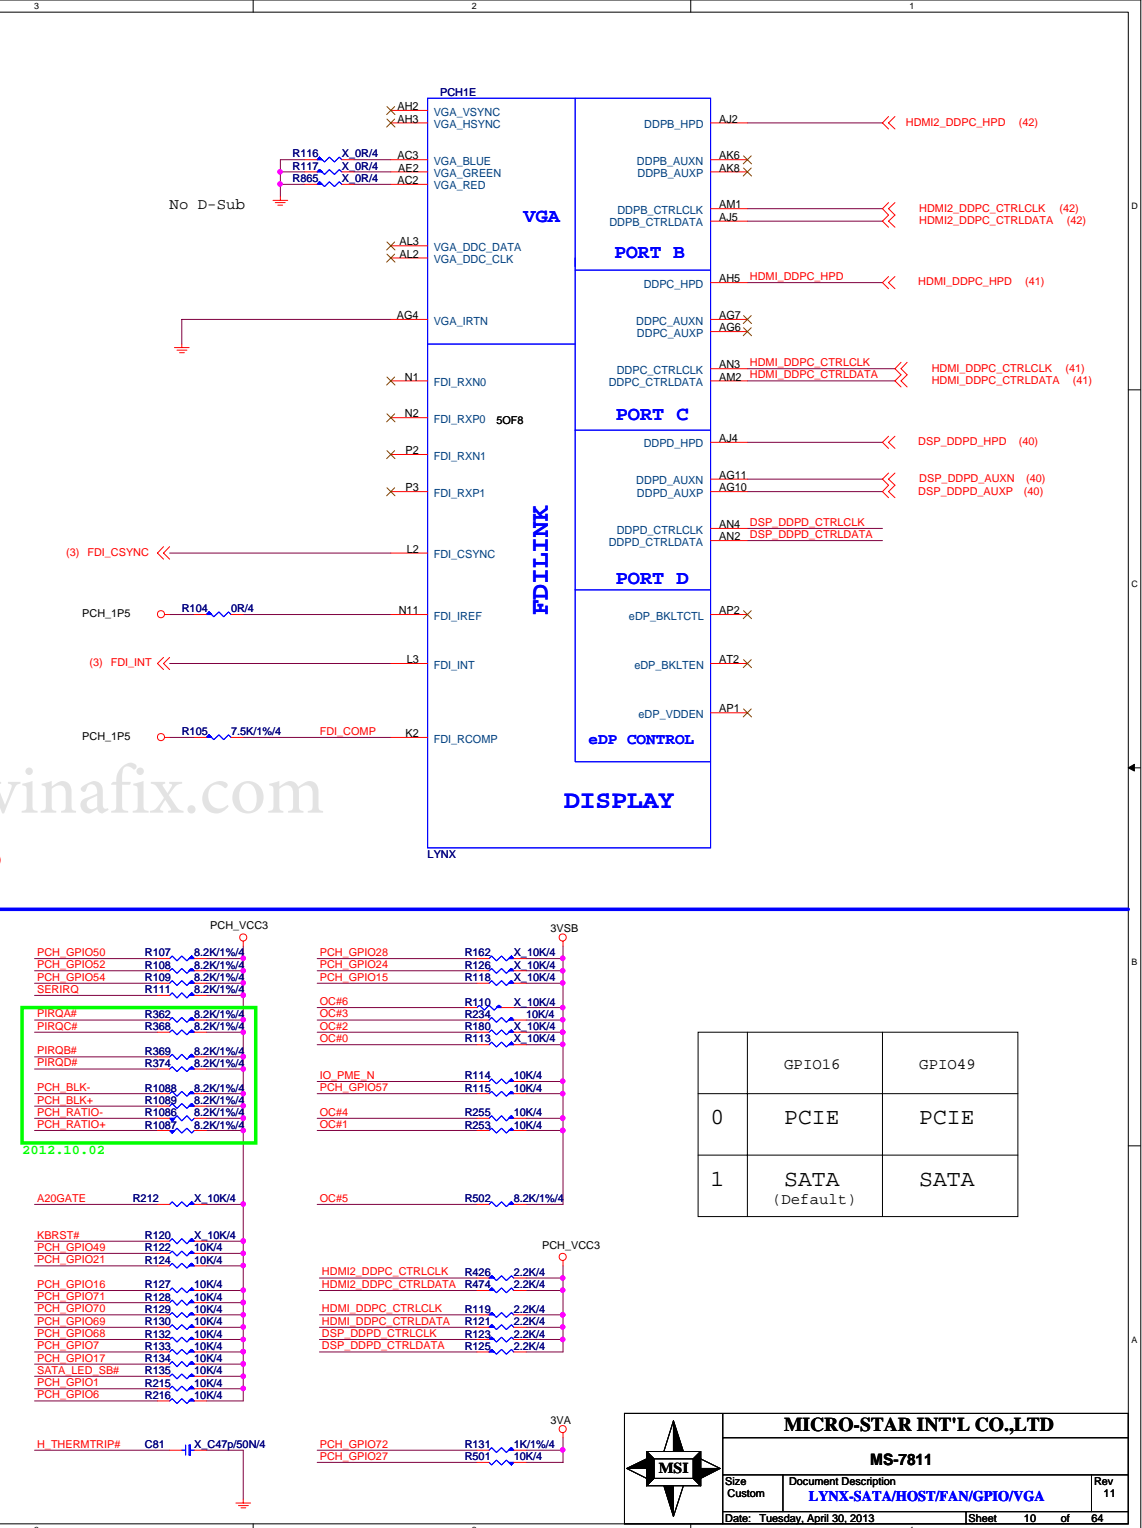 3 2 1
PCH1E
AH2 VGA_VSYNC
AH3 VGA_HSYNC
R116 X_0R/4 AC3 VGA_BLUE
R117 X_0R/4 AE2 VGA_GREEN
R865 X_0R/4 AC2 VGA_RED
No D-Sub
VGA
AL3 VGA_DDC_DATA
AL2 VGA_DDC_CLK
AG4 VGA_IRTN
N1 FDI_RXN0
N2 FDI_RXP0 5OF8
P2 FDI_RXN1
P3 FDI_RXP1
FDILINK
(3) FDI_CSYNC L2 FDI_CSYNC
PCH_1P5 R104 0R/4 N11 FDI_IREF
(3) FDI_INT L3 FDI_INT
PCH_1P5 R105 7.5K/1%/4 FDI_COMP K2 FDI_RCOMP
DDPB_HPD AJ2 HDMI2_DDPC_HPD (42)
DDPB_AUXN AK6
DDPB_AUXP AK8
DDPB_CTRLCLK AM1 HDMI2_DDPC_CTRLCLK (42)
DDPB_CTRLDATA AJ5 HDMI2_DDPC_CTRLDATA (42)
PORT B
DDPC_HPD AH5 HDMI_DDPC_HPD HDMI_DDPC_HPD (41)
DDPC_AUXN AG7
DDPC_AUXP AG6
DDPC_CTRLCLK AN3 HDMI_DDPC_CTRLCLK HDMI_DDPC_CTRLCLK (41)
DDPC_CTRLDATA AM2 HDMI_DDPC_CTRLDATA HDMI_DDPC_CTRLDATA (41)
PORT C
DDPD_HPD AJ4 DSP_DDPD_HPD (40)
DDPD_AUXN AG11 DSP_DDPD_AUXN (40)
DDPD_AUXP AG10 DSP_DDPD_AUXP (40)
DDPD_CTRLCLK AN4 DSP_DDPD_CTRLCLK
DDPD_CTRLDATA AN2 DSP_DDPD_CTRLDATA
PORT D
eDP_BKLTCTL AP2
eDP_BKLTEN AT2
eDP_VDDEN AP1
eDP CONTROL
DISPLAY
LYNX
vinafix.com
D
C
B
A
PCH_VCC3
PCH_GPIO50 R107 8.2K/1%/4
PCH_GPIO52 R108 8.2K/1%/4
PCH_GPIO54 R109 8.2K/1%/4
SERIRQ R111 8.2K/1%/4
PIRQA# R362 8.2K/1%/4
PIRQC# R368 8.2K/1%/4
PIRQB# R369 8.2K/1%/4
PIRQD# R374 8.2K/1%/4
PCH_BLK- R1088 8.2K/1%/4
PCH_BLK+ R1089 8.2K/1%/4
PCH_RATIO- R1086 8.2K/1%/4
PCH_RATIO+ R1087 8.2K/1%/4
2012.10.02
A20GATE R212 X_10K/4
KBRST# R120 X_10K/4
PCH_GPIO49 R122 10K/4
PCH_GPIO21 R124 10K/4
PCH_GPIO16 R127 10K/4
PCH_GPIO71 R128 10K/4
PCH_GPIO70 R129 10K/4
PCH_GPIO69 R130 10K/4
PCH_GPIO68 R132 10K/4
PCH_GPIO7 R133 10K/4
PCH_GPIO17 R134 10K/4
SATA_LED_SB# R135 10K/4
PCH_GPIO1 R215 10K/4
PCH_GPIO6 R216 10K/4
H_THERMTRIP# C81 X_C47p/50N/4
3VSB
PCH_GPIO28 R162 X_10K/4
PCH_GPIO24 R126 X_10K/4
PCH_GPIO15 R118 X_10K/4
OC#6 R110 X_10K/4
OC#3 R234 10K/4
OC#2 R180 X_10K/4
OC#0 R113 X_10K/4
IO_PME_N R114 10K/4
PCH_GPIO57 R115 10K/4
OC#4 R255 10K/4
OC#1 R253 10K/4
OC#5 R502 8.2K/1%/4
PCH_VCC3
HDMI2_DDPC_CTRLCLK R426 2.2K/4
HDMI2_DDPC_CTRLDATA R474 2.2K/4
HDMI_DDPC_CTRLCLK R119 2.2K/4
HDMI_DDPC_CTRLDATA R121 2.2K/4
DSP_DDPD_CTRLCLK R123 2.2K/4
DSP_DDPD_CTRLDATA R125 2.2K/4
3VA
PCH_GPIO72 R131 1K/1%/4
PCH_GPIO27 R501 10K/4
GPIO16 GPIO49
0 PCIE PCIE
1 SATA SATA
(Default)
MSI
MICRO-STAR INT'L CO.,LTD
MS-7811
Size Document Description Rev
Custom LYNX-SATA/HOST/FAN/GPIO/VGA 11
Date: Tuesday, April 30, 2013 Sheet 10 of 64